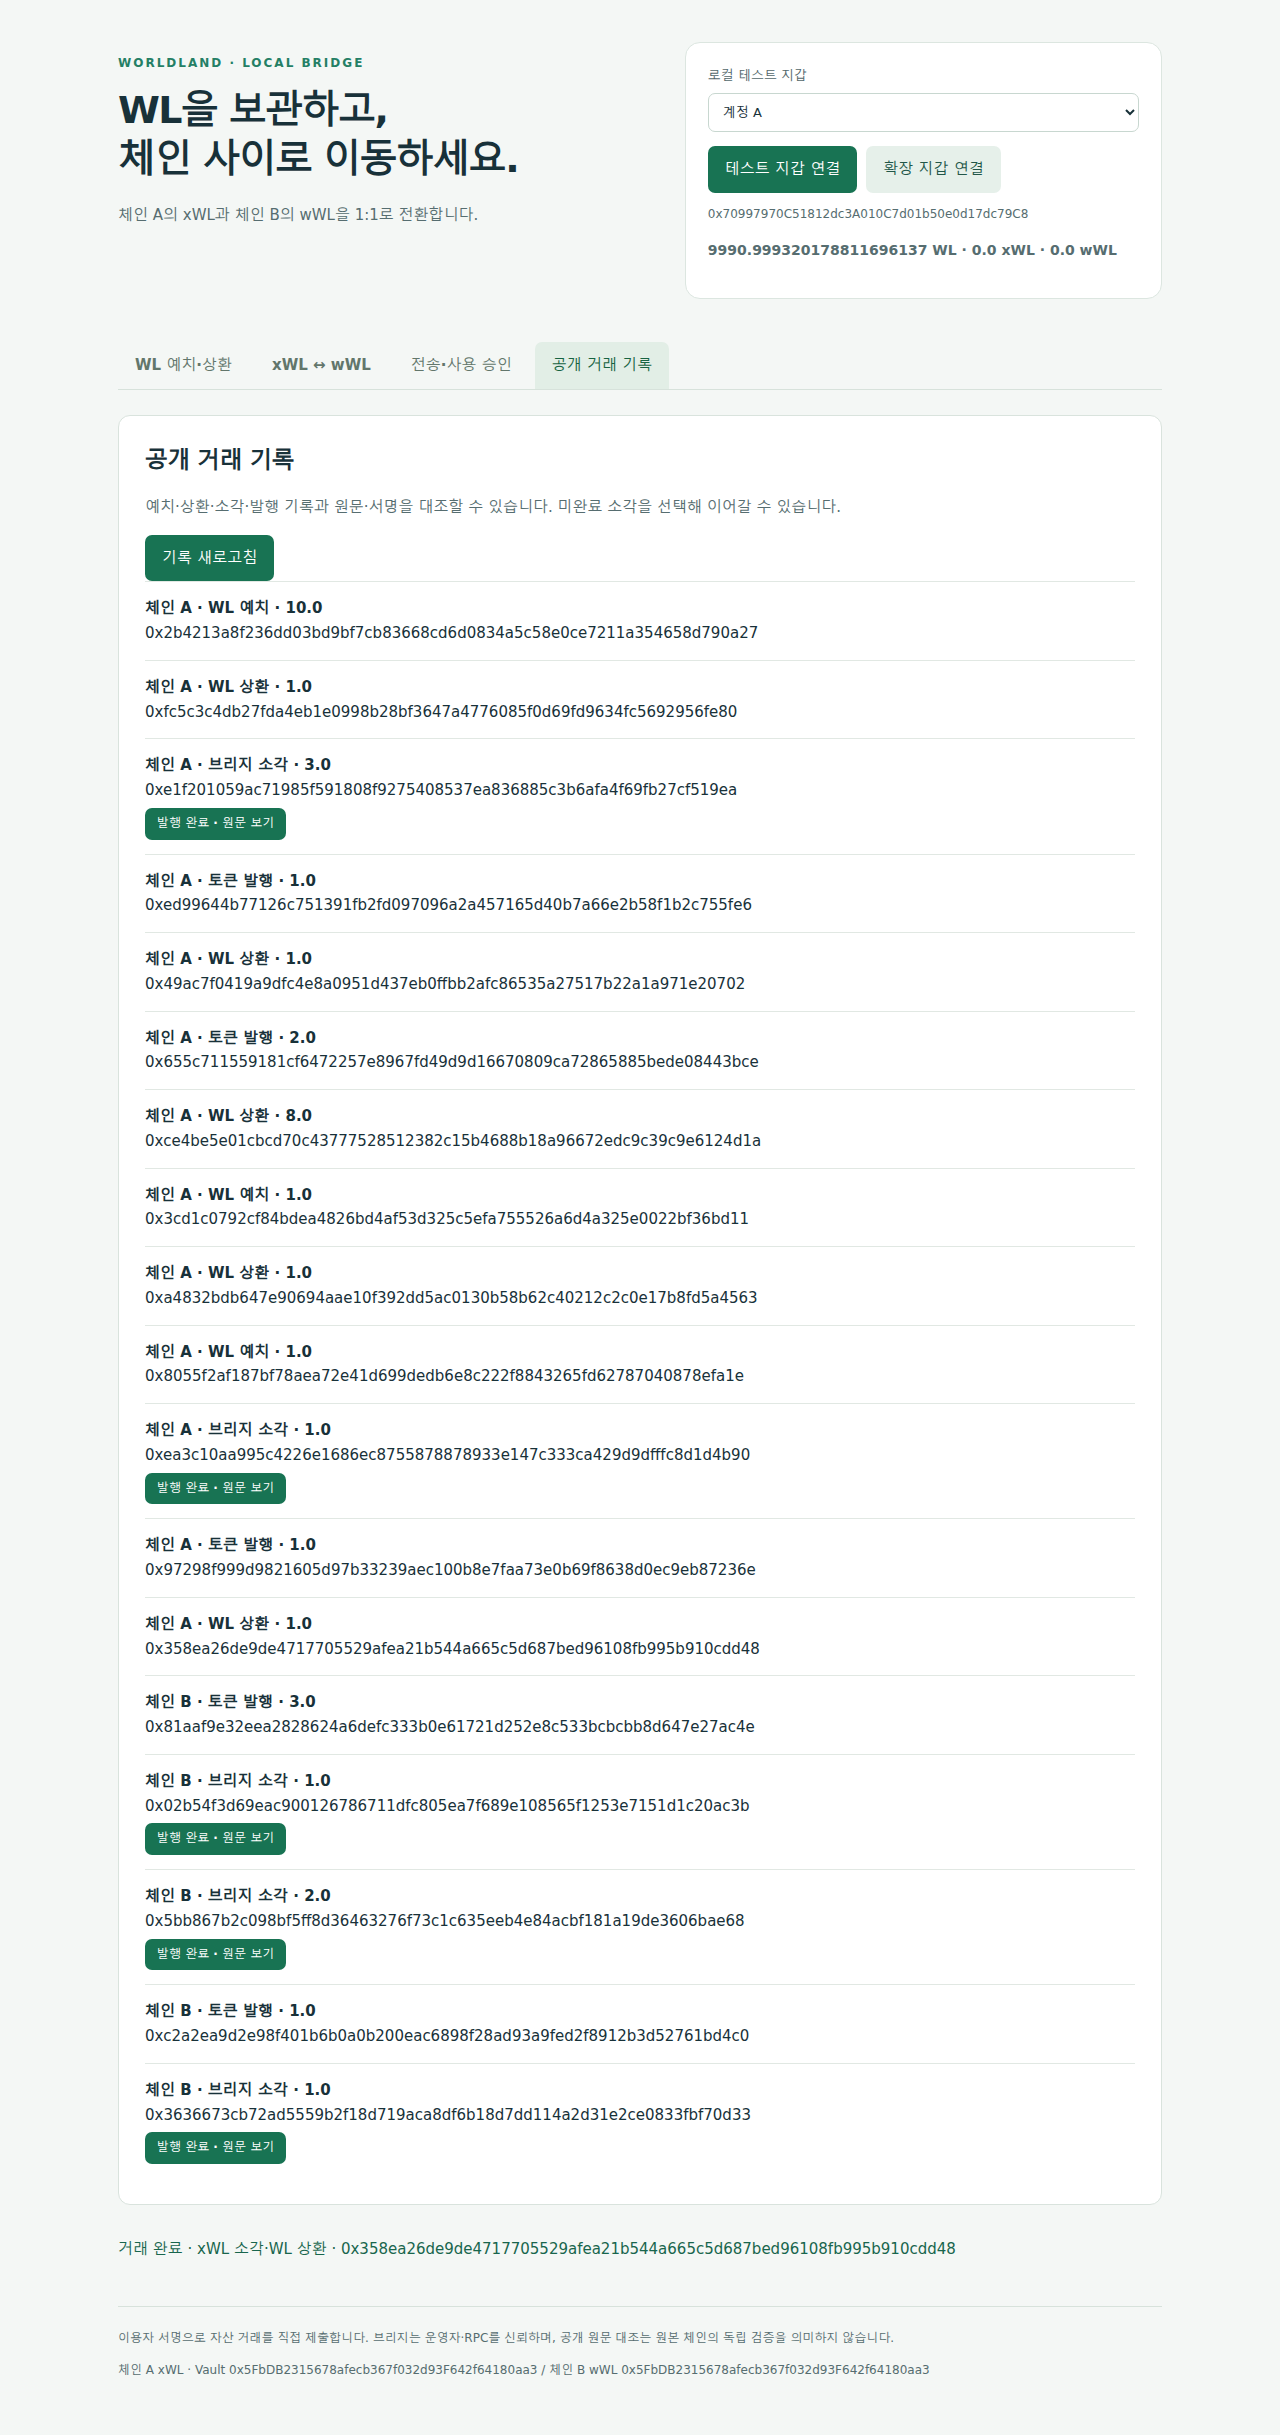 WORLDLAND · LOCAL BRIDGE
WL을 보관하고,
체인 사이로 이동하세요.
체인 A의 xWL과 체인 B의 wWL을 1:1로 전환합니다.
로컬 테스트 지갑
계정 A
테스트 지갑 연결
확장 지갑 연결
0x70997970C51812dc3A010C7d01b50e0d17dc79C8
9990.999320178811696137 WL · 0.0 xWL · 0.0 wWL
WL 예치·상환
xWL ↔ wWL
전송·사용 승인
공개 거래 기록
공개 거래 기록
예치·상환·소각·발행 기록과 원문·서명을 대조할 수 있습니다. 미완료 소각을 선택해 이어갈 수 있습니다.
기록 새로고침
체인 A · WL 예치 · 10.0
0x2b4213a8f236dd03bd9bf7cb83668cd6d0834a5c58e0ce7211a354658d790a27
체인 A · WL 상환 · 1.0
0xfc5c3c4db27fda4eb1e0998b28bf3647a4776085f0d69fd9634fc5692956fe80
체인 A · 브리지 소각 · 3.0
0xe1f201059ac71985f591808f9275408537ea836885c3b6afa4f69fb27cf519ea
발행 완료 · 원문 보기
체인 A · 토큰 발행 · 1.0
0xed99644b77126c751391fb2fd097096a2a457165d40b7a66e2b58f1b2c755fe6
체인 A · WL 상환 · 1.0
0x49ac7f0419a9dfc4e8a0951d437eb0ffbb2afc86535a27517b22a1a971e20702
체인 A · 토큰 발행 · 2.0
0x655c711559181cf6472257e8967fd49d9d16670809ca72865885bede08443bce
체인 A · WL 상환 · 8.0
0xce4be5e01cbcd70c43777528512382c15b4688b18a96672edc9c39c9e6124d1a
체인 A · WL 예치 · 1.0
0x3cd1c0792cf84bdea4826bd4af53d325c5efa755526a6d4a325e0022bf36bd11
체인 A · WL 상환 · 1.0
0xa4832bdb647e90694aae10f392dd5ac0130b58b62c40212c2c0e17b8fd5a4563
체인 A · WL 예치 · 1.0
0x8055f2af187bf78aea72e41d699dedb6e8c222f8843265fd62787040878efa1e
체인 A · 브리지 소각 · 1.0
0xea3c10aa995c4226e1686ec8755878878933e147c333ca429d9dfffc8d1d4b90
발행 완료 · 원문 보기
체인 A · 토큰 발행 · 1.0
0x97298f999d9821605d97b33239aec100b8e7faa73e0b69f8638d0ec9eb87236e
체인 A · WL 상환 · 1.0
0x358ea26de9de4717705529afea21b544a665c5d687bed96108fb995b910cdd48
체인 B · 토큰 발행 · 3.0
0x81aaf9e32eea2828624a6defc333b0e61721d252e8c533bcbcbb8d647e27ac4e
체인 B · 브리지 소각 · 1.0
0x02b54f3d69eac900126786711dfc805ea7f689e108565f1253e7151d1c20ac3b
발행 완료 · 원문 보기
체인 B · 브리지 소각 · 2.0
0x5bb867b2c098bf5ff8d36463276f73c1c635eeb4e84acbf181a19de3606bae68
발행 완료 · 원문 보기
체인 B · 토큰 발행 · 1.0
0xc2a2ea9d2e98f401b6b0a0b200eac6898f28ad93a9fed2f8912b3d52761bd4c0
체인 B · 브리지 소각 · 1.0
0x3636673cb72ad5559b2f18d719aca8df6b18d7dd114a2d31e2ce0833fbf70d33
발행 완료 · 원문 보기
거래 완료 · xWL 소각·WL 상환 · 0x358ea26de9de4717705529afea21b544a665c5d687bed96108fb995b910cdd48
이용자 서명으로 자산 거래를 직접 제출합니다. 브리지는 운영자·RPC를 신뢰하며, 공개 원문 대조는 원본 체인의 독립 검증을 의미하지 않습니다.
체인 A xWL · Vault 0x5FbDB2315678afecb367f032d93F642f64180aa3 / 체인 B wWL 0x5FbDB2315678afecb367f032d93F642f64180aa3